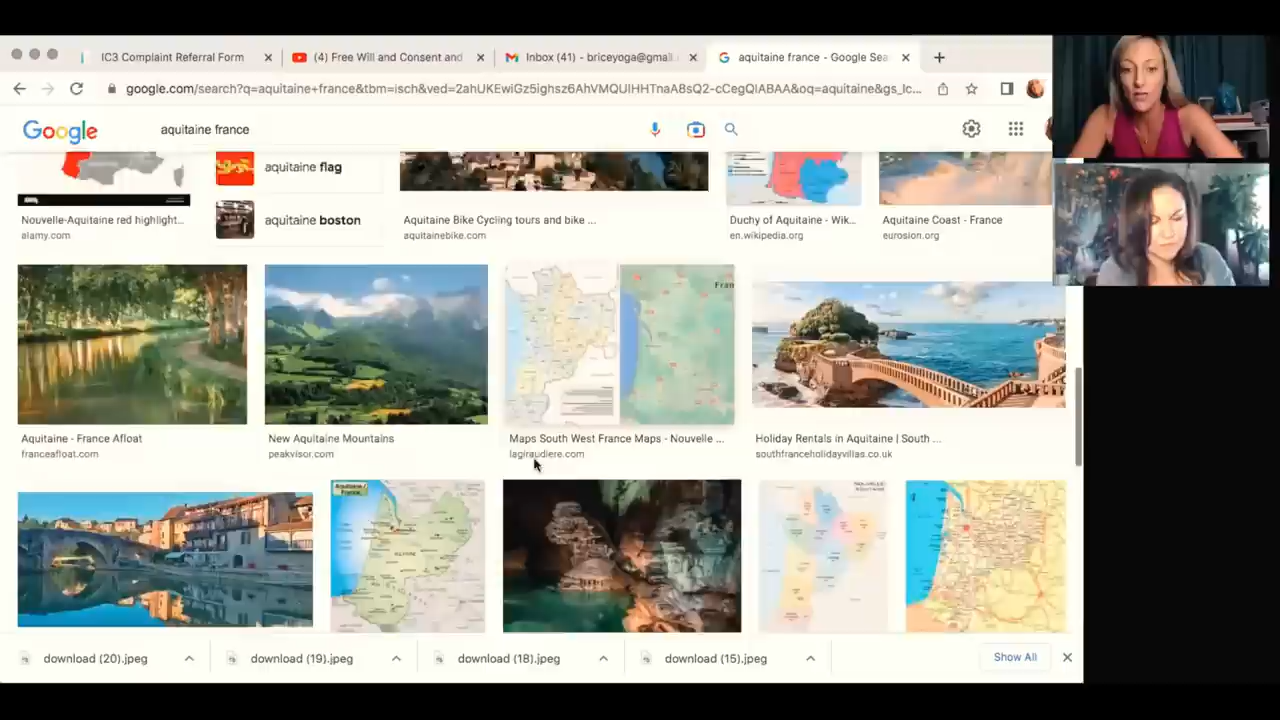 IC3 Complaint Referral Form
(4) Free Will and Consent and
Inbox (41) - briceyoga@gmail.
aquitaine france - Google Sea
google.com/search?q=aquitaine+france&tbm=isch&ved=2ahUKEwiGz5ighsz6AhVMQUIHHTnaA8sQ2-cCegQIABAA&oq=aquitaine&gs_lc...
Google
aquitaine france
aquitaine flag
aquitaine boston
Nouvelle-Aquitaine red highlight...
alamy.com
Aquitaine Bike Cycling tours and bike ...
aquitainebike.com
Duchy of Aquitaine - Wik...
en.wikipedia.org
Aquitaine Coast - France
eurosion.org
Fran
Aquitaine - France Afloat
franceafloat.com
New Aquitaine Mountains
peakvisor.com
Maps South West France Maps - Nouvelle ...
lagiraudiere.com
Holiday Rentals in Aquitaine | South ...
southfranceholidayvillas.co.uk
Aquitaine /
France
download (20).jpeg
download (19).jpeg
download (18).jpeg
download (15).jpeg
Show All